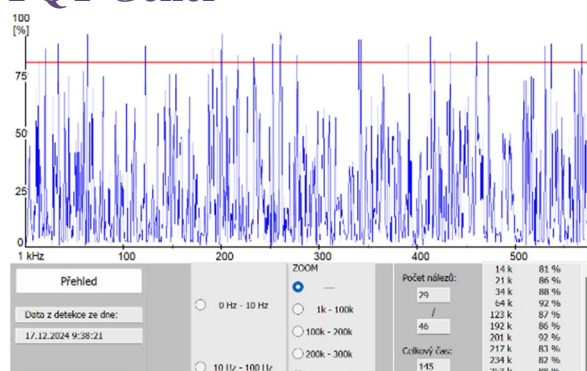 100
[%]
75
50
25
0
1 kHz 100 200 300 400 500
Přehled
Data z detekce ze dne:
17.12.2024 9:38:21
0 Hz - 10 Hz
10 Hz - 100 Hz
ZOOM
----
1k - 100k
100k - 200k
200k - 300k
Počet nálezů:
29
/
46
Celkový čas:
145
14 k 81 %
21 k 86 %
34 k 88 %
64 k 92 %
123 k 87 %
192 k 86 %
201 k 92 %
217 k 83 %
234 k 82 %